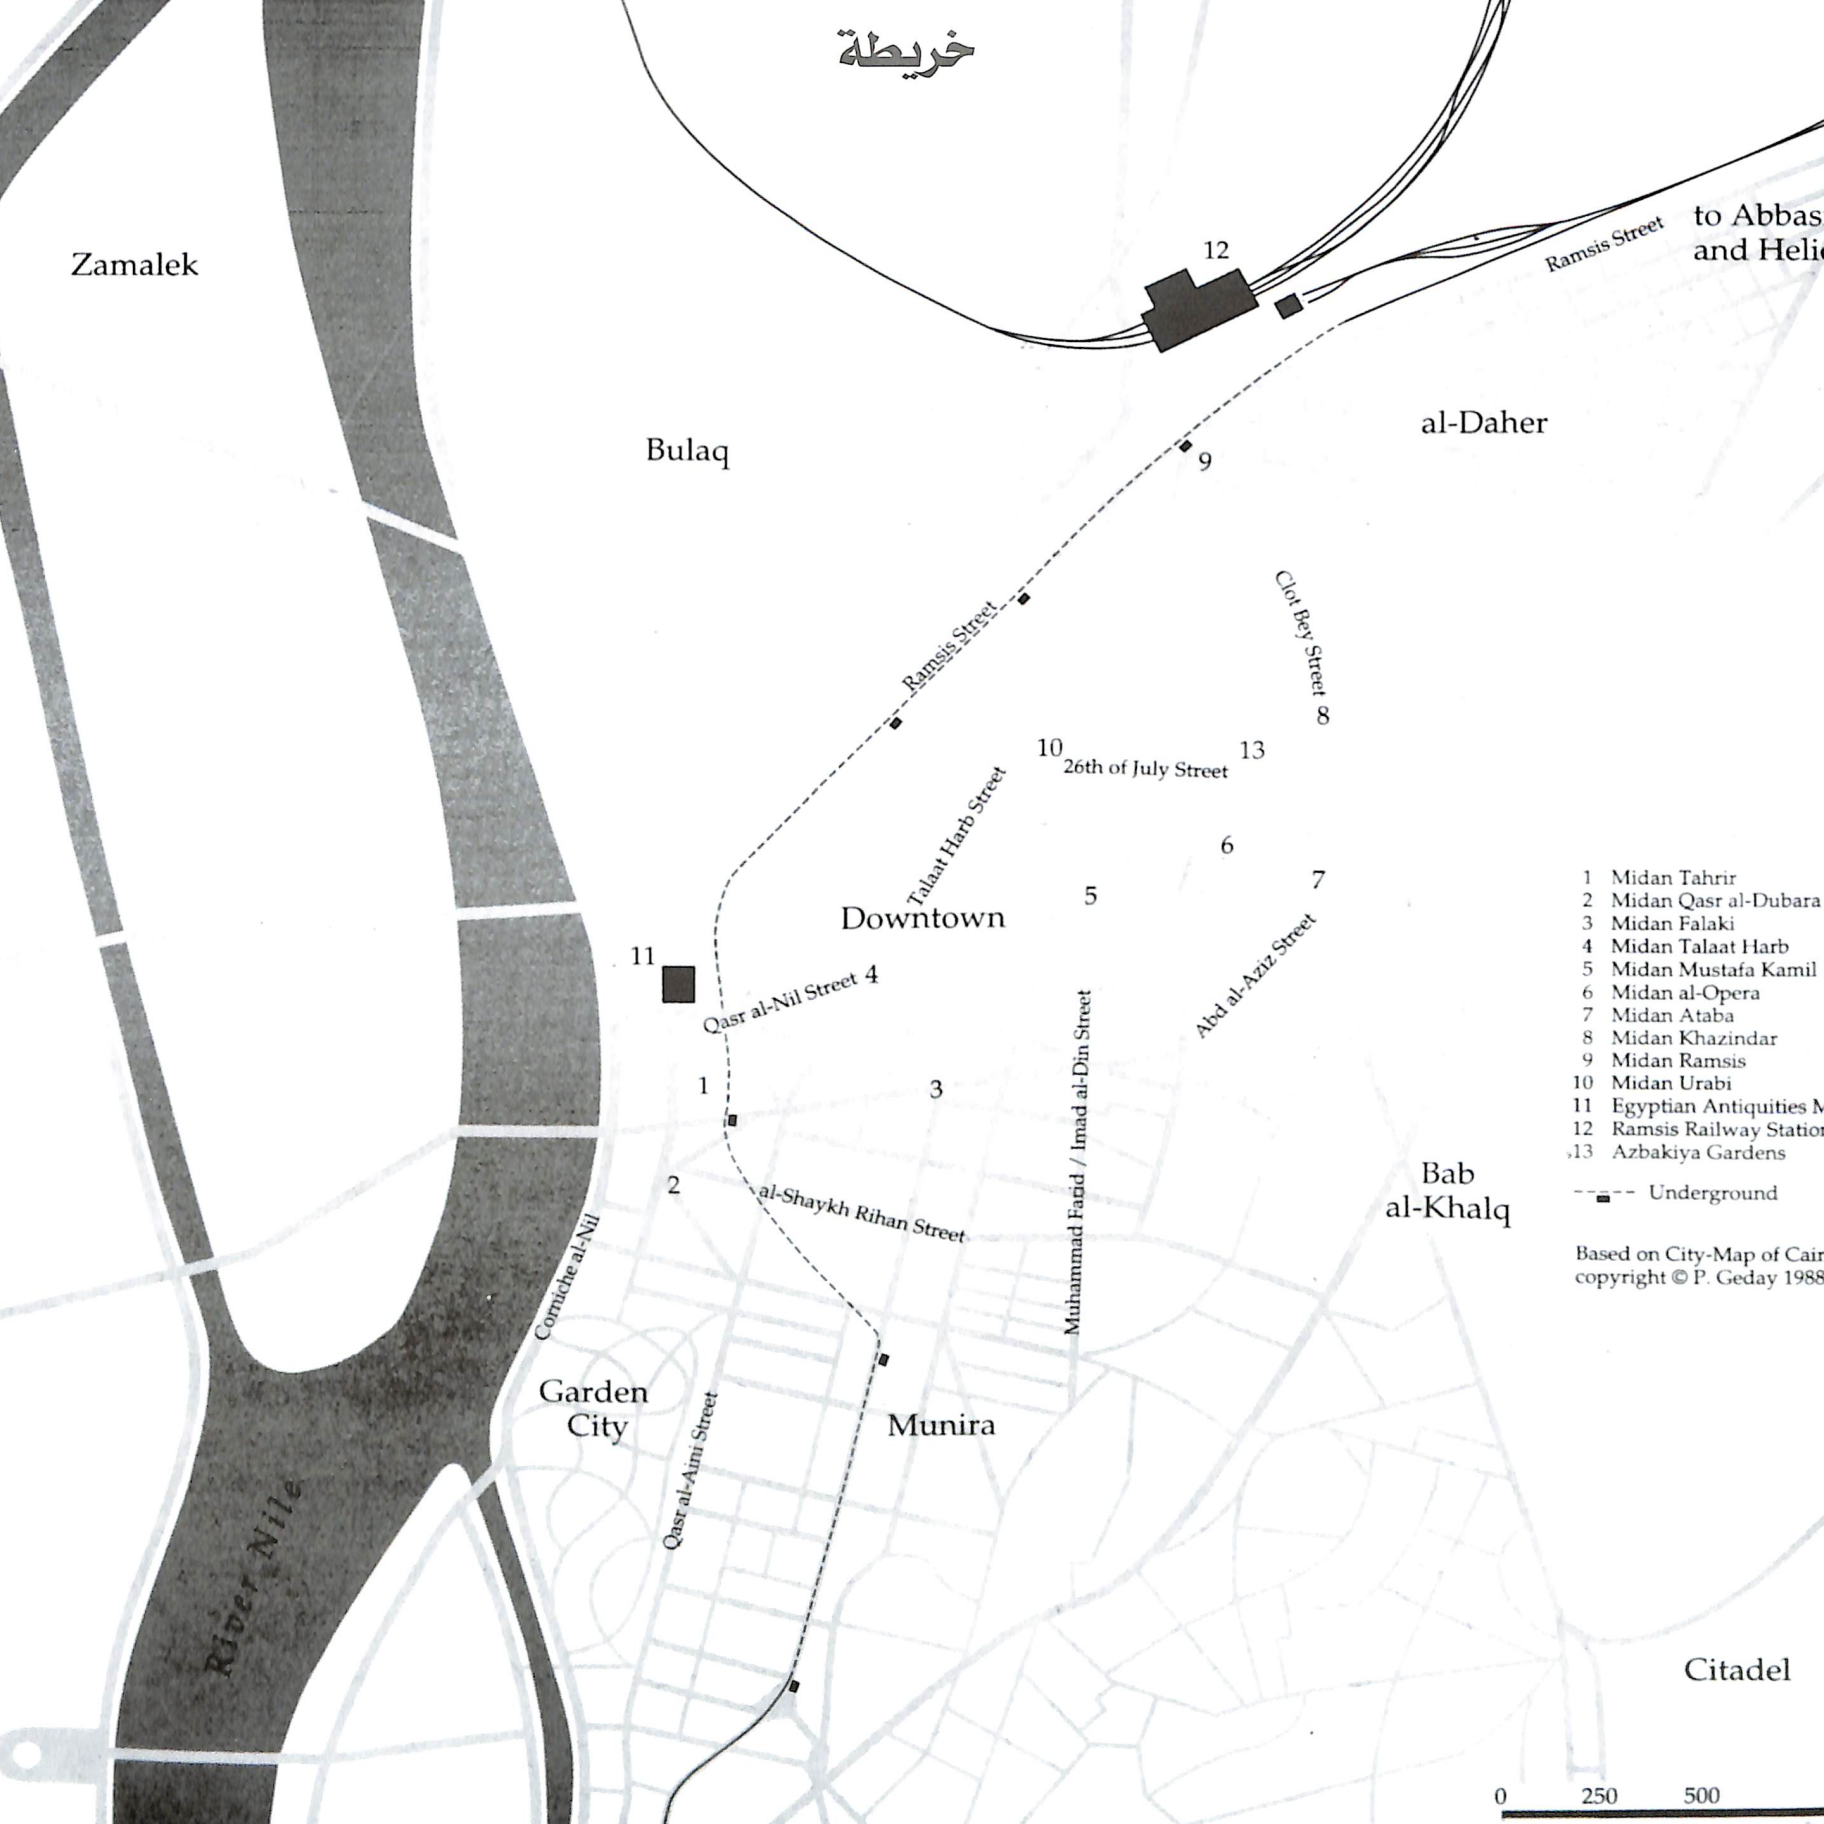 خريطة
Zamalek
12
to Abbas
and Heli
Ramsis Street
Bulaq
al-Daher
9
Ramsis Street
Clot Bey Street
8
10
26th of July Street
13
Talaat Harb Street
6
7
5
Downtown
11
Qasr al-Nil Street
4
Abd al-Aziz Street
1
3
Muhammad Farid / Imad al-Din Street
2
al-Shaykh Rihan Street
Bab
al-Khalq
Corniche al-Nil
Garden
City
Qasr al-Aini Street
Munira
River Nile
Citadel
1 Midan Tahrir
2 Midan Qasr al-Dubara
3 Midan Falaki
4 Midan Talaat Harb
5 Midan Mustafa Kamil
6 Midan al-Opera
7 Midan Ataba
8 Midan Khazindar
9 Midan Ramsis
10 Midan Urabi
11 Egyptian Antiquities M
12 Ramsis Railway Station
13 Azbakiya Gardens
Underground
Based on City-Map of Cair
copyright © P. Geday 1988
0 250 500